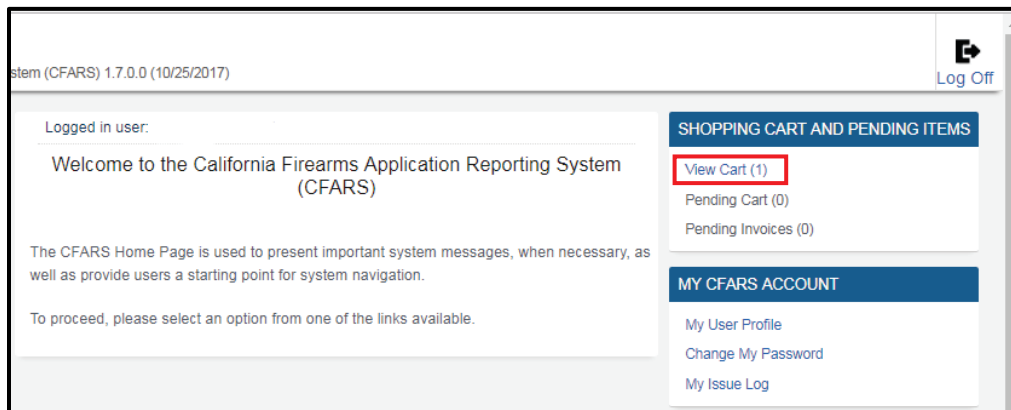 stem (CFARS) 1.7.0.0 (10/25/2017)
Log Off
Logged in user:
Welcome to the California Firearms Application Reporting System
(CFARS)
The CFARS Home Page is used to present important system messages, when necessary, as
well as provide users a starting point for system navigation.
To proceed, please select an option from one of the links available.
SHOPPING CART AND PENDING ITEMS
View Cart (1)
Pending Cart (0)
Pending Invoices (0)
MY CFARS ACCOUNT
My User Profile
Change My Password
My Issue Log